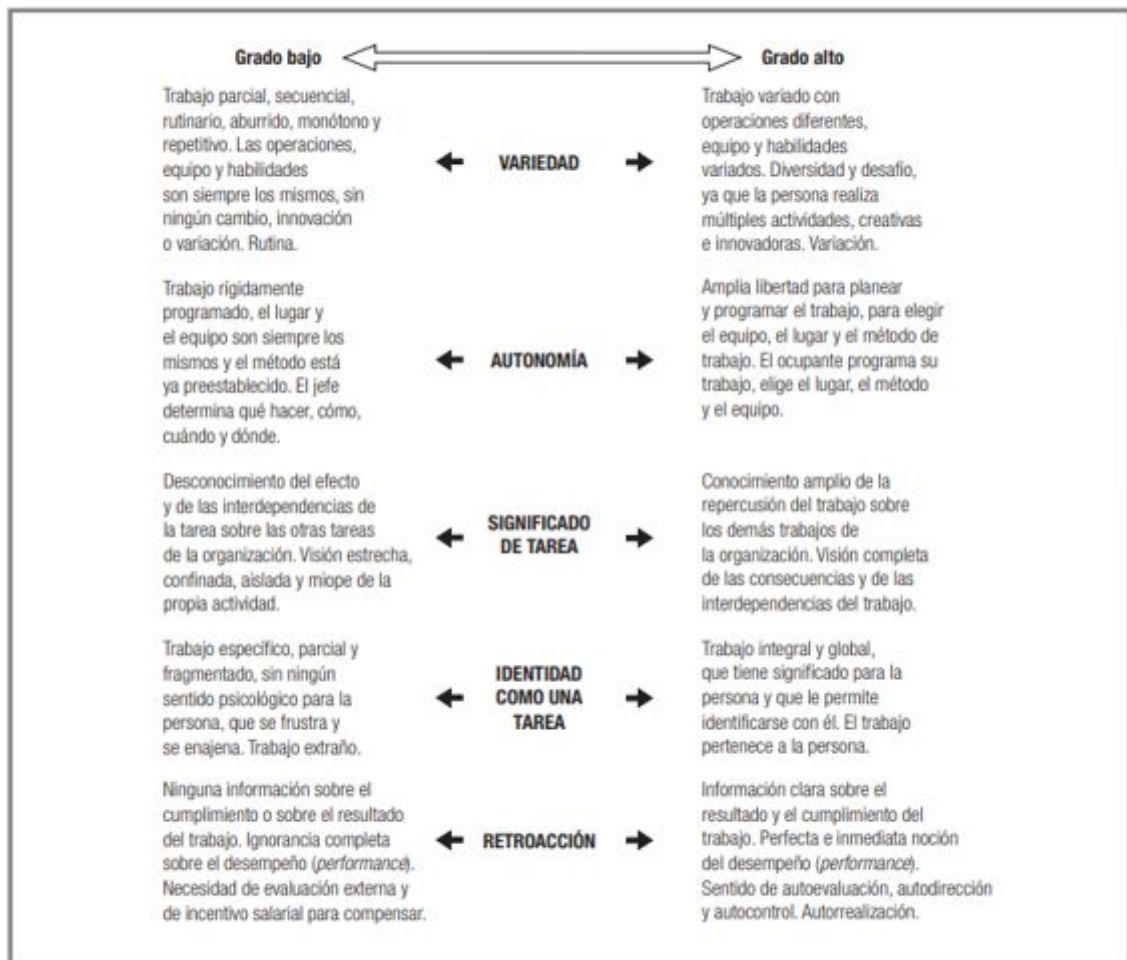 Grado bajo
Grado alto
Trabajo parcial, secuencial,
rutinario, aburrido, monótono y
repetitivo. Las operaciones,
equipo y habilidades
son siempre los mismos, sin
ningún cambio, innovación
o variación. Rutina.
VARIEDAD
Trabajo variado con
operaciones diferentes,
equipo y habilidades
variados. Diversidad y desafío,
ya que la persona realiza
múltiples actividades, creativas
e innovadoras. Variación.
Trabajo rígidamente
programado, el lugar y
el equipo son siempre los
mismos y el método está
ya preestablecido. El jefe
determina qué hacer, cómo,
cuándo y dónde.
AUTONOMÍA
Amplia libertad para planear
y programar el trabajo, para elegir
el equipo, el lugar y el método de
trabajo. El ocupante programa su
trabajo, elige el lugar, el método
y el equipo.
Desconocimiento del efecto
y de las interdependencias de
la tarea sobre las otras tareas
de la organización. Visión estrecha,
confinada, aislada y miope de la
propia actividad.
SIGNIFICADO
DE TAREA
Conocimiento amplio de la
repercusión del trabajo sobre
los demás trabajos de
la organización. Visión completa
de las consecuencias y de las
interdependencias del trabajo.
Trabajo específico, parcial y
fragmentado, sin ningún
sentido psicológico para la
persona, que se frustra y
se enajena. Trabajo extraño.
IDENTIDAD
COMO UNA
TAREA
Trabajo integral y global,
que tiene significado para la
persona y que le permite
identificarse con él. El trabajo
pertenece a la persona.
Ninguna información sobre el
cumplimiento o sobre el resultado
del trabajo. Ignorancia completa
sobre el desempeño (performance).
Necesidad de evaluación externa y
de incentivo salarial para compensar.
RETROACCIÓN
Información clara sobre el
resultado y el cumplimiento del
trabajo. Perfecta e inmediata noción
del desempeño (performance).
Sentido de autoevaluación, autodirección
y autocontrol. Autorrealización.